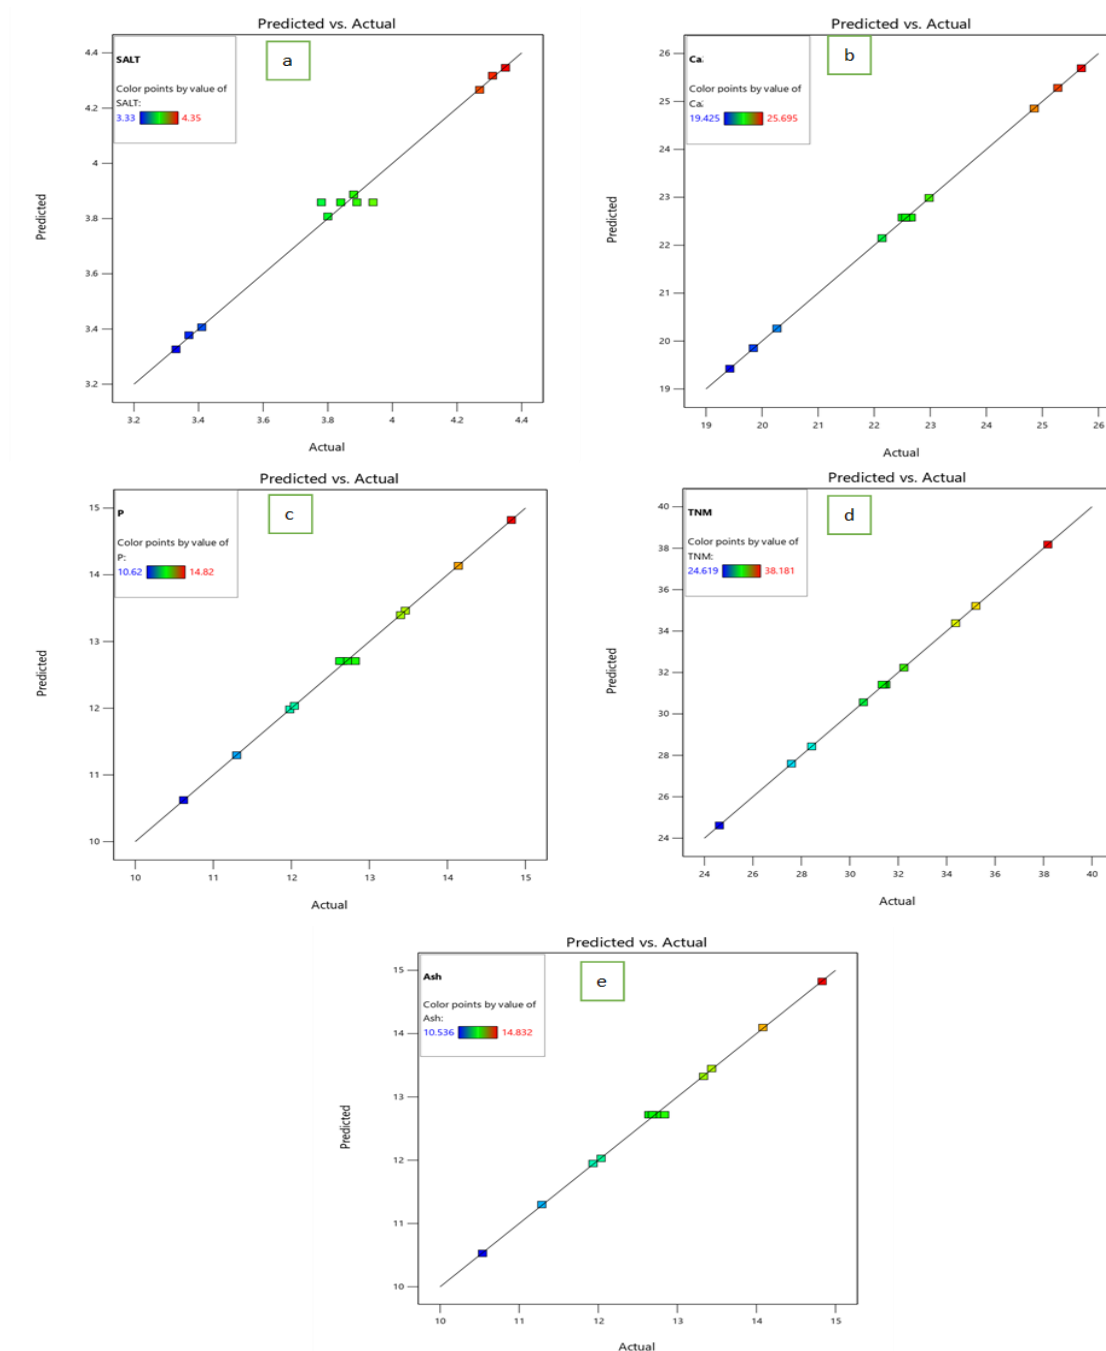 Predicted vs. Actual
a
SALT
Color points by value of
SALT:
3.33 4.35
4.4
4.2
4
3.8
3.6
3.4
3.2
Predicted
3.2 3.4 3.6 3.8 4 4.2 4.4
Actual
Predicted vs. Actual
b
Ca
Color points by value of
Ca:
19.425 25.695
26
25
24
23
22
21
20
19
Predicted
19 20 21 22 23 24 25 26
Actual
Predicted vs. Actual
c
P
Color points by value of
P:
10.62 14.82
15
14
13
12
11
10
Predicted
10 11 12 13 14 15
Actual
Predicted vs. Actual
d
TNM
Color points by value of
TNM:
24.619 38.181
40
38
36
34
32
30
28
26
24
Predicted
24 26 28 30 32 34 36 38 40
Actual
Predicted vs. Actual
e
Ash
Color points by value of
Ash:
10.536 14.832
15
14
13
12
11
10
Predicted
10 11 12 13 14 15
Actual